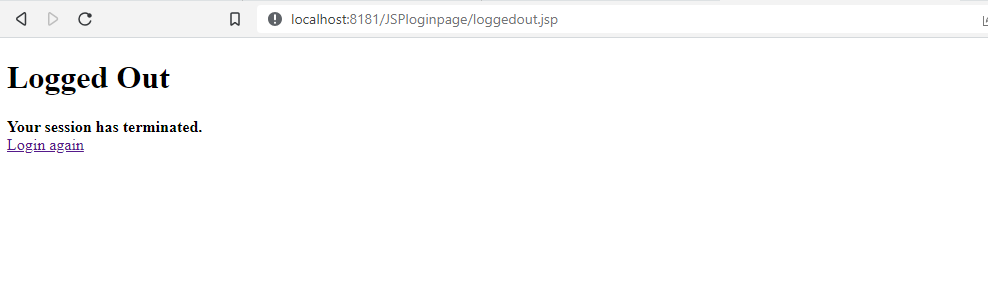 localhost:8181/JSPloginpage/loggedout.jsp
Logged Out
Your session has terminated.
Login again